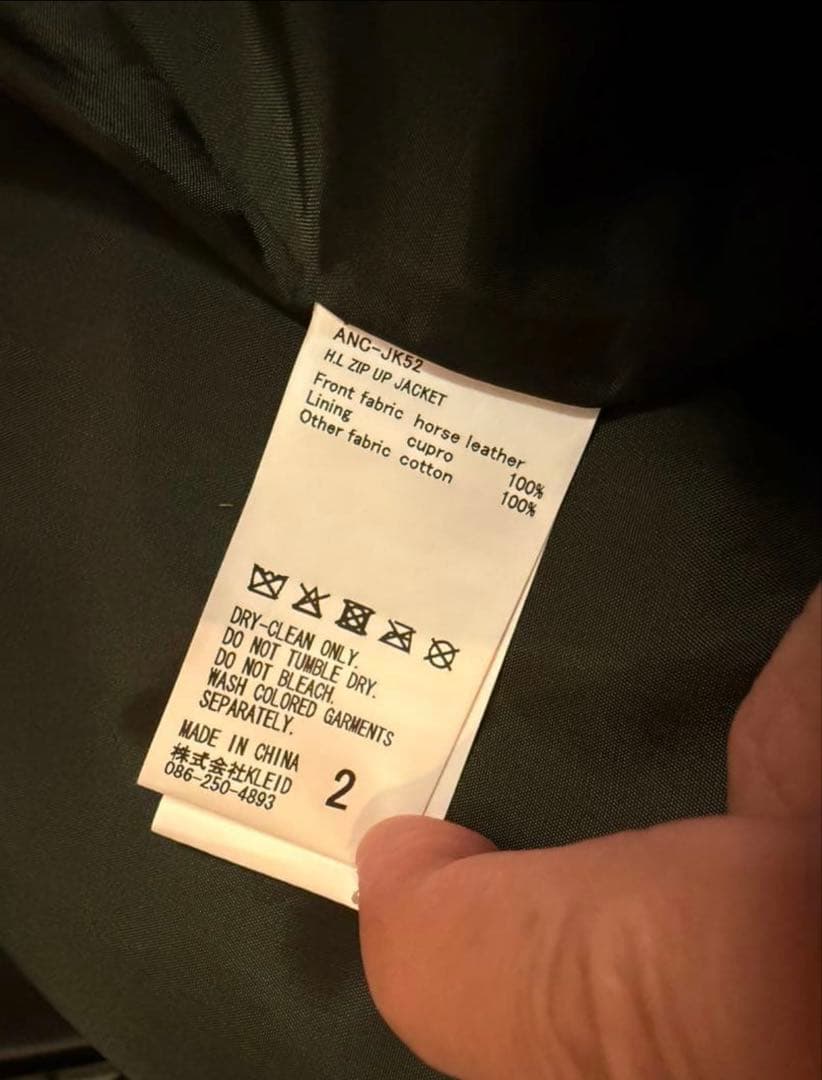 ANC-JK52
H.L ZIP UP JACKET
Front fabric horse leather
Lining cupro 100%
Other fabric cotton 100%
DRY-CLEAN ONLY.
DO NOT TUMBLE DRY.
DO NOT BLEACH.
WASH COLORED GARMENTS
SEPARATELY.
MADE IN CHINA
株式会社KLEID
086-250-4893
2